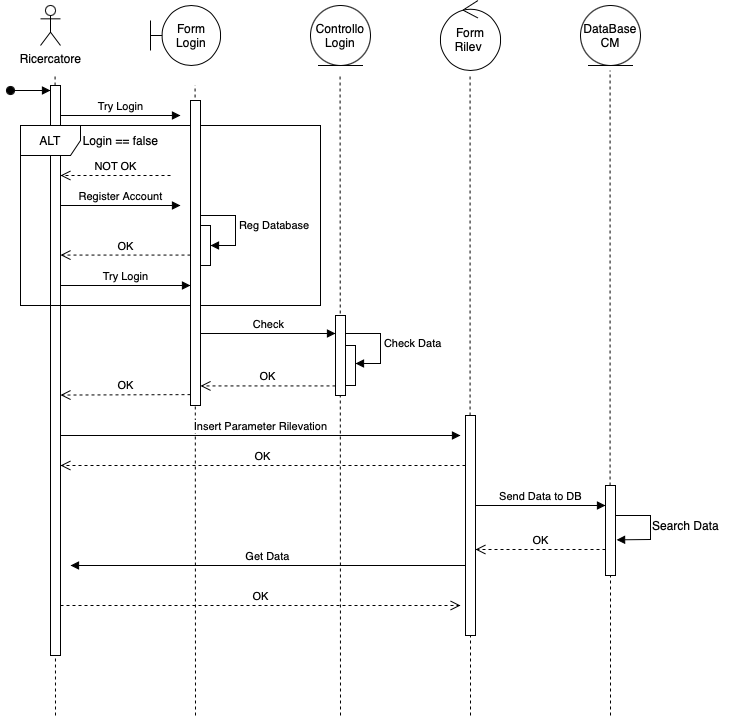 Ricercatore
Form
Login
Controllo
Login
Form
Rilev
DataBase
CM
Try Login
ALT
Login == false
NOT OK
Register Account
Reg Database
OK
Try Login
Check
Check Data
OK
OK
Insert Parameter Rilevation
OK
Send Data to DB
Search Data
OK
Get Data
OK